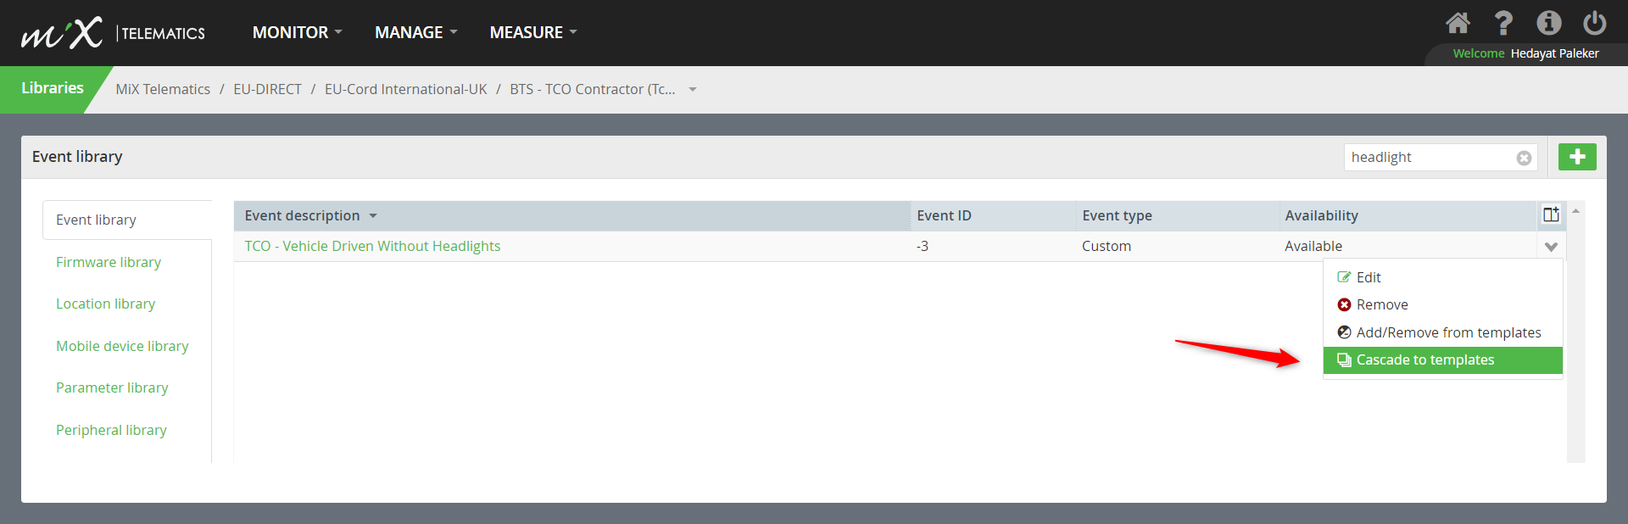 mix TELEMATICS MONITOR MANAGE MEASURE
Welcome Hedayat Paleker
Libraries MiX Telematics / EU-DIRECT / EU-Cord International-UK / BTS - TCO Contractor (Tc...
Event library headlight
Event library
Firmware library
Location library
Mobile device library
Parameter library
Peripheral library
Event description Event ID Event type Availability
TCO - Vehicle Driven Without Headlights -3 Custom Available
Edit
Remove
Add/Remove from templates
Cascade to templates